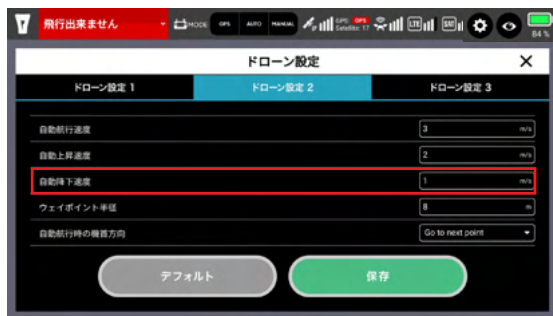 飛行出来ません
MODE GPS AUTO MANUAL GPS GPS Satellite: 17 LTE SAT 84 %
ドローン設定 ×
ドローン設定 1 ドローン設定 2 ドローン設定 3
自動航行速度 3 m/s
自動上昇速度 2 m/s
自動降下速度 1 m/s
ウェイポイント半径 8 m
自動航行時の機首方向 Go to next point
デフォルト 保存